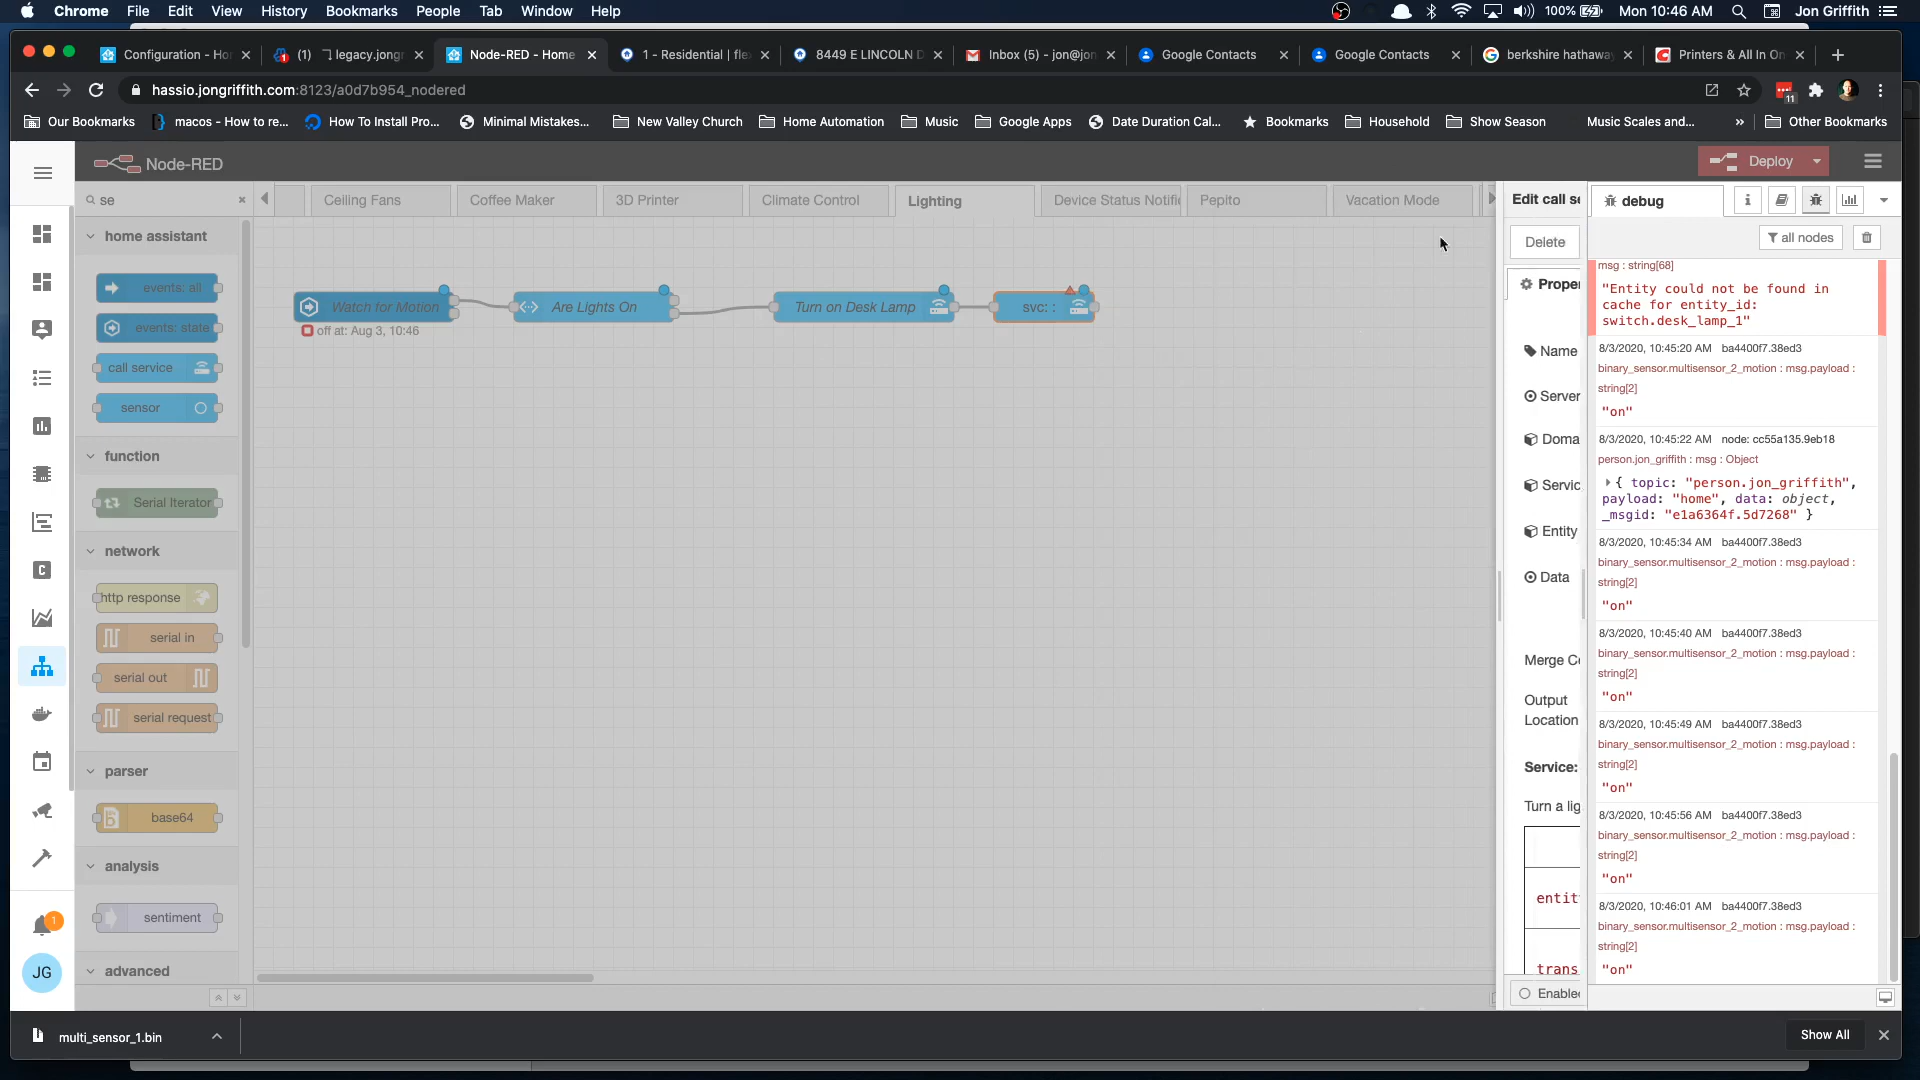 Chrome File Edit View History Bookmarks People Tab Window Help
100% Mon 10:46 AM Jon Griffith
Configuration - Ho
(1)
legacy.jongr
Node-RED - Home
1 - Residential | fle
8449 E LINCOLN D
Inbox (5) - jon@jon
Google Contacts
Google Contacts
berkshire hathaway
Printers & All In On
hassio.jongriffith.com:8123/a0d7b954_nodered
11
Our Bookmarks
macos - How to re...
How To Install Pro...
Minimal Mistakes...
New Valley Church
Home Automation
Music
Google Apps
Date Duration Cal...
Bookmarks
Household
Show Season
Music Scales and...
»
Other Bookmarks
Node-RED
Deploy
se
Ceiling Fans
Coffee Maker
3D Printer
Climate Control
Lighting
Device Status Notifi
Pepito
Vacation Mode
home assistant
events: all
events: state
call service
sensor
function
Serial Iterator
network
http response
serial in
serial out
serial request
parser
base64
analysis
sentiment
advanced
Watch for Motion
off at: Aug 3, 10:46
Are Lights On
Turn on Desk Lamp
svc: :
Edit call se
Delete
Proper
Name
Server
Doma
Servic
Entity
Data
Merge Co
Output
Location
Service:
Turn a lig
entit
trans
Enabled
debug
i
all nodes
msg : string[68]
"Entity could not be found in
cache for entity_id:
switch.desk_lamp_1"
8/3/2020, 10:45:20 AM ba4400f7.38ed3
binary_sensor.multisensor_2_motion : msg.payload :
string[2]
"on"
8/3/2020, 10:45:22 AM node: cc55a135.9eb18
person.jon_griffith : msg : Object
{ topic: "person.jon_griffith",
payload: "home", data: object,
_msgid: "e1a6364f.5d7268" }
8/3/2020, 10:45:34 AM ba4400f7.38ed3
binary_sensor.multisensor_2_motion : msg.payload :
string[2]
"on"
8/3/2020, 10:45:40 AM ba4400f7.38ed3
binary_sensor.multisensor_2_motion : msg.payload :
string[2]
"on"
8/3/2020, 10:45:49 AM ba4400f7.38ed3
binary_sensor.multisensor_2_motion : msg.payload :
string[2]
"on"
8/3/2020, 10:45:56 AM ba4400f7.38ed3
binary_sensor.multisensor_2_motion : msg.payload :
string[2]
"on"
8/3/2020, 10:46:01 AM ba4400f7.38ed3
binary_sensor.multisensor_2_motion : msg.payload :
string[2]
"on"
1
JG
multi_sensor_1.bin
Show All